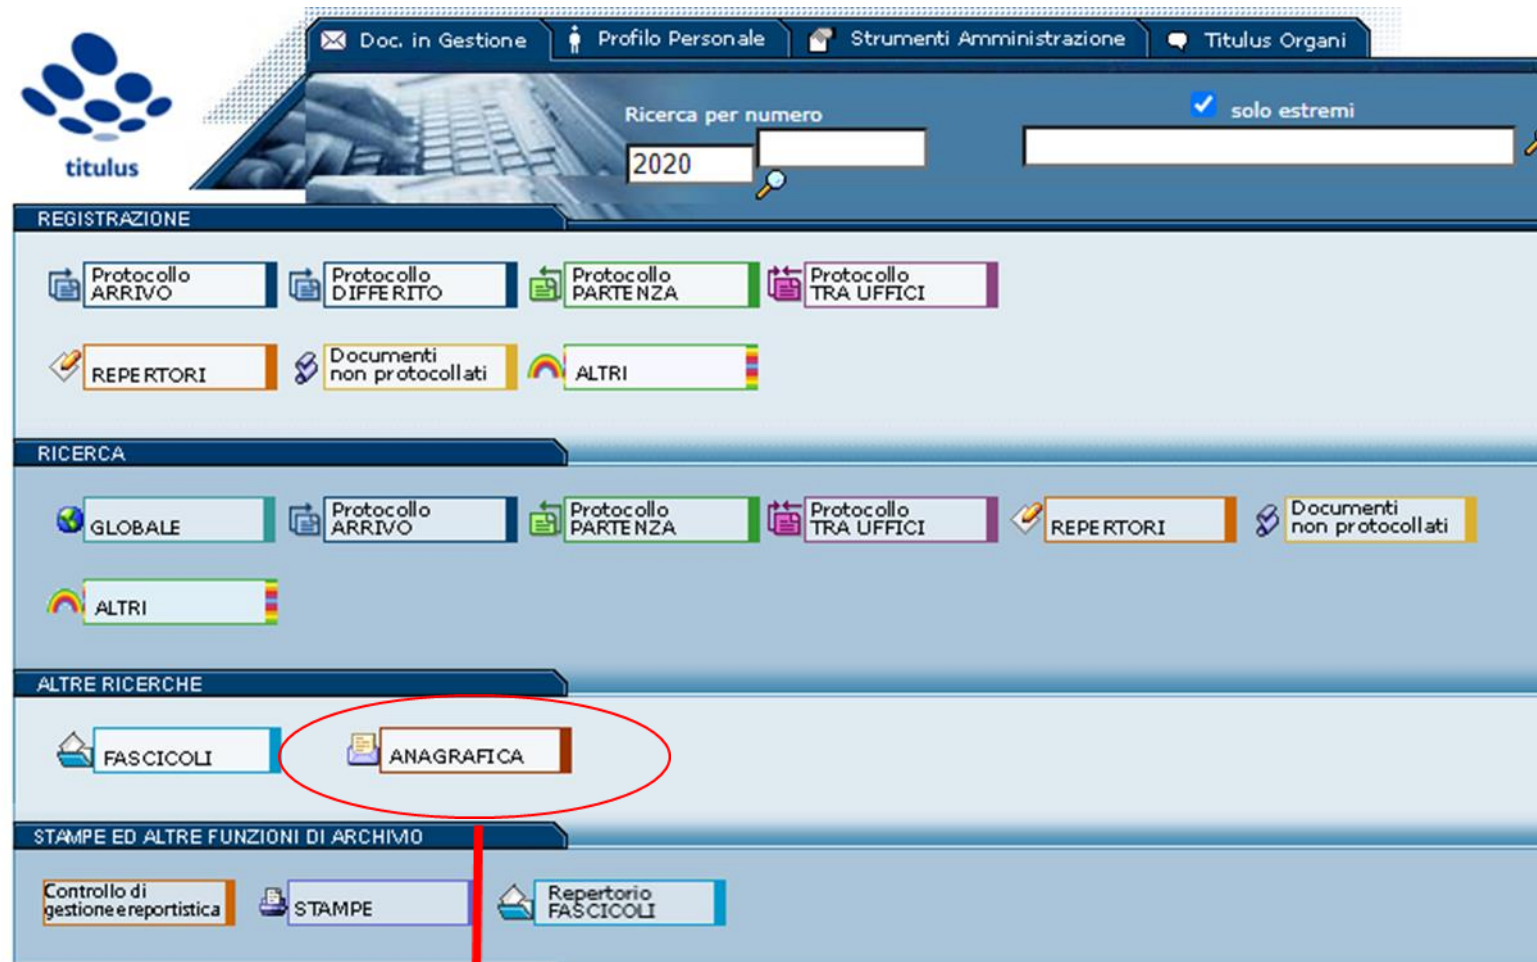 Doc. in Gestione
Profilo Personale
Strumenti Amministrazione
Titulus Organi
titulus
Ricerca per numero
2020
solo estremi
REGISTRAZIONE
Protocollo
ARRIVO
Protocollo
DIFFERITO
Protocollo
PARTENZA
Protocollo
TRA UFFICI
REPERTORI
Documenti
non protocollati
ALTRI
RICERCA
GLOBALE
Protocollo
ARRIVO
Protocollo
PARTENZA
Protocollo
TRA UFFICI
REPERTORI
Documenti
non protocollati
ALTRI
ALTRE RICERCHE
FASCICOLI
ANAGRAFICA
STAMPE ED ALTRE FUNZIONI DI ARCHIVIO
Controllo di
gestione e reportistica
STAMPE
Repertorio
FASCICOLI